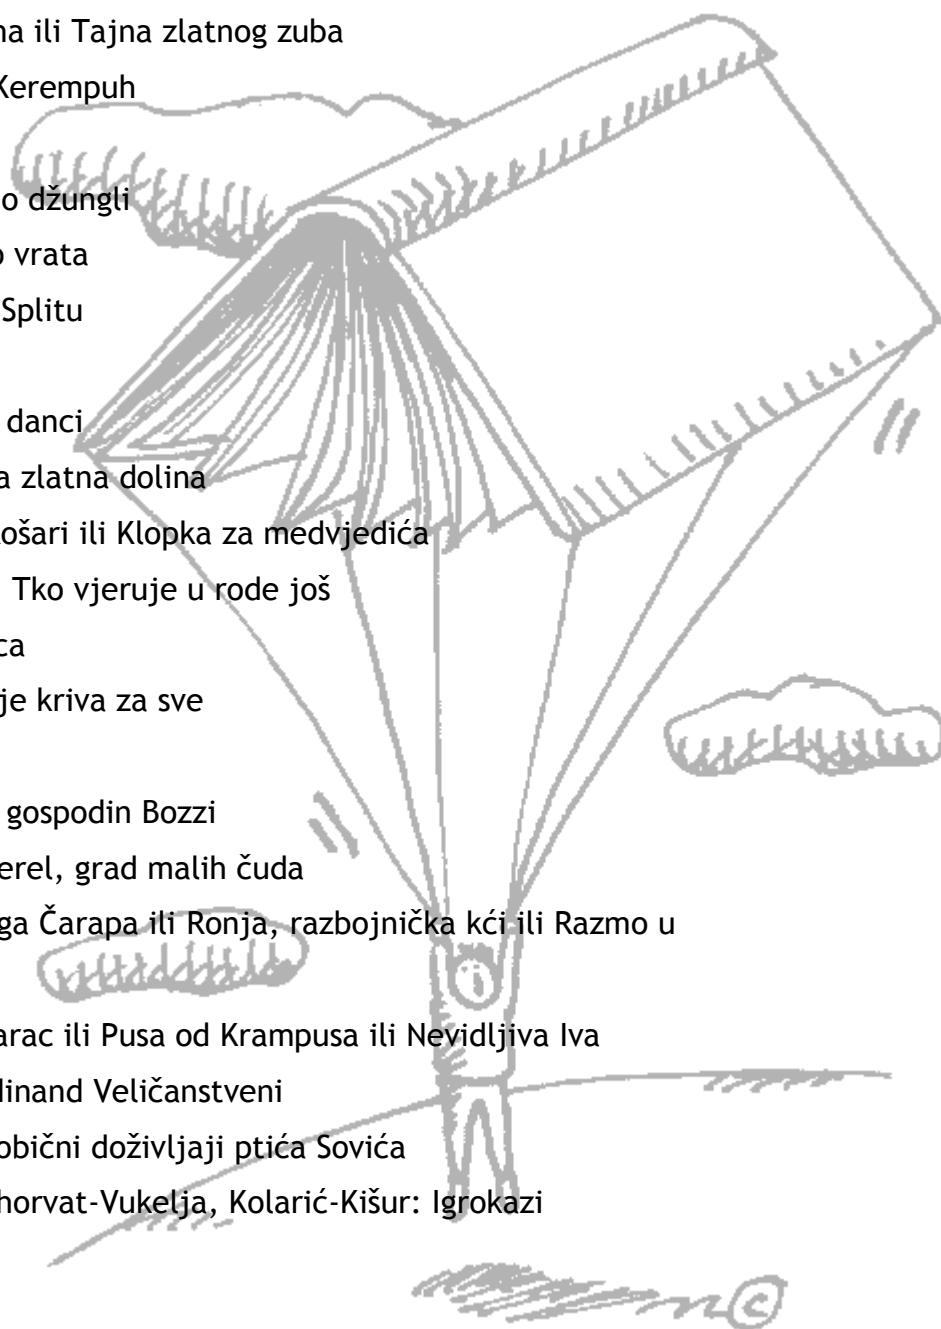 na ili Tajna zlatnog zuba
Kerempuh
o džungli
o vrata
Splitu
danci
a zlatna dolina
ošari ili Klopka za medvjedića
Tko vjeruje u rode još
ca
je kriva za sve
gospodin Bozzi
erel, grad malih čuda
ga Čarapa ili Ronja, razbojnička kći ili Razmo u
arac ili Pusa od Krampusa ili Nevidljiva Iva
dinand Veličanstveni
obični doživljaji ptića Sovića
horvat-Vukelja, Kolarić-Kišur: Igrokazi
©